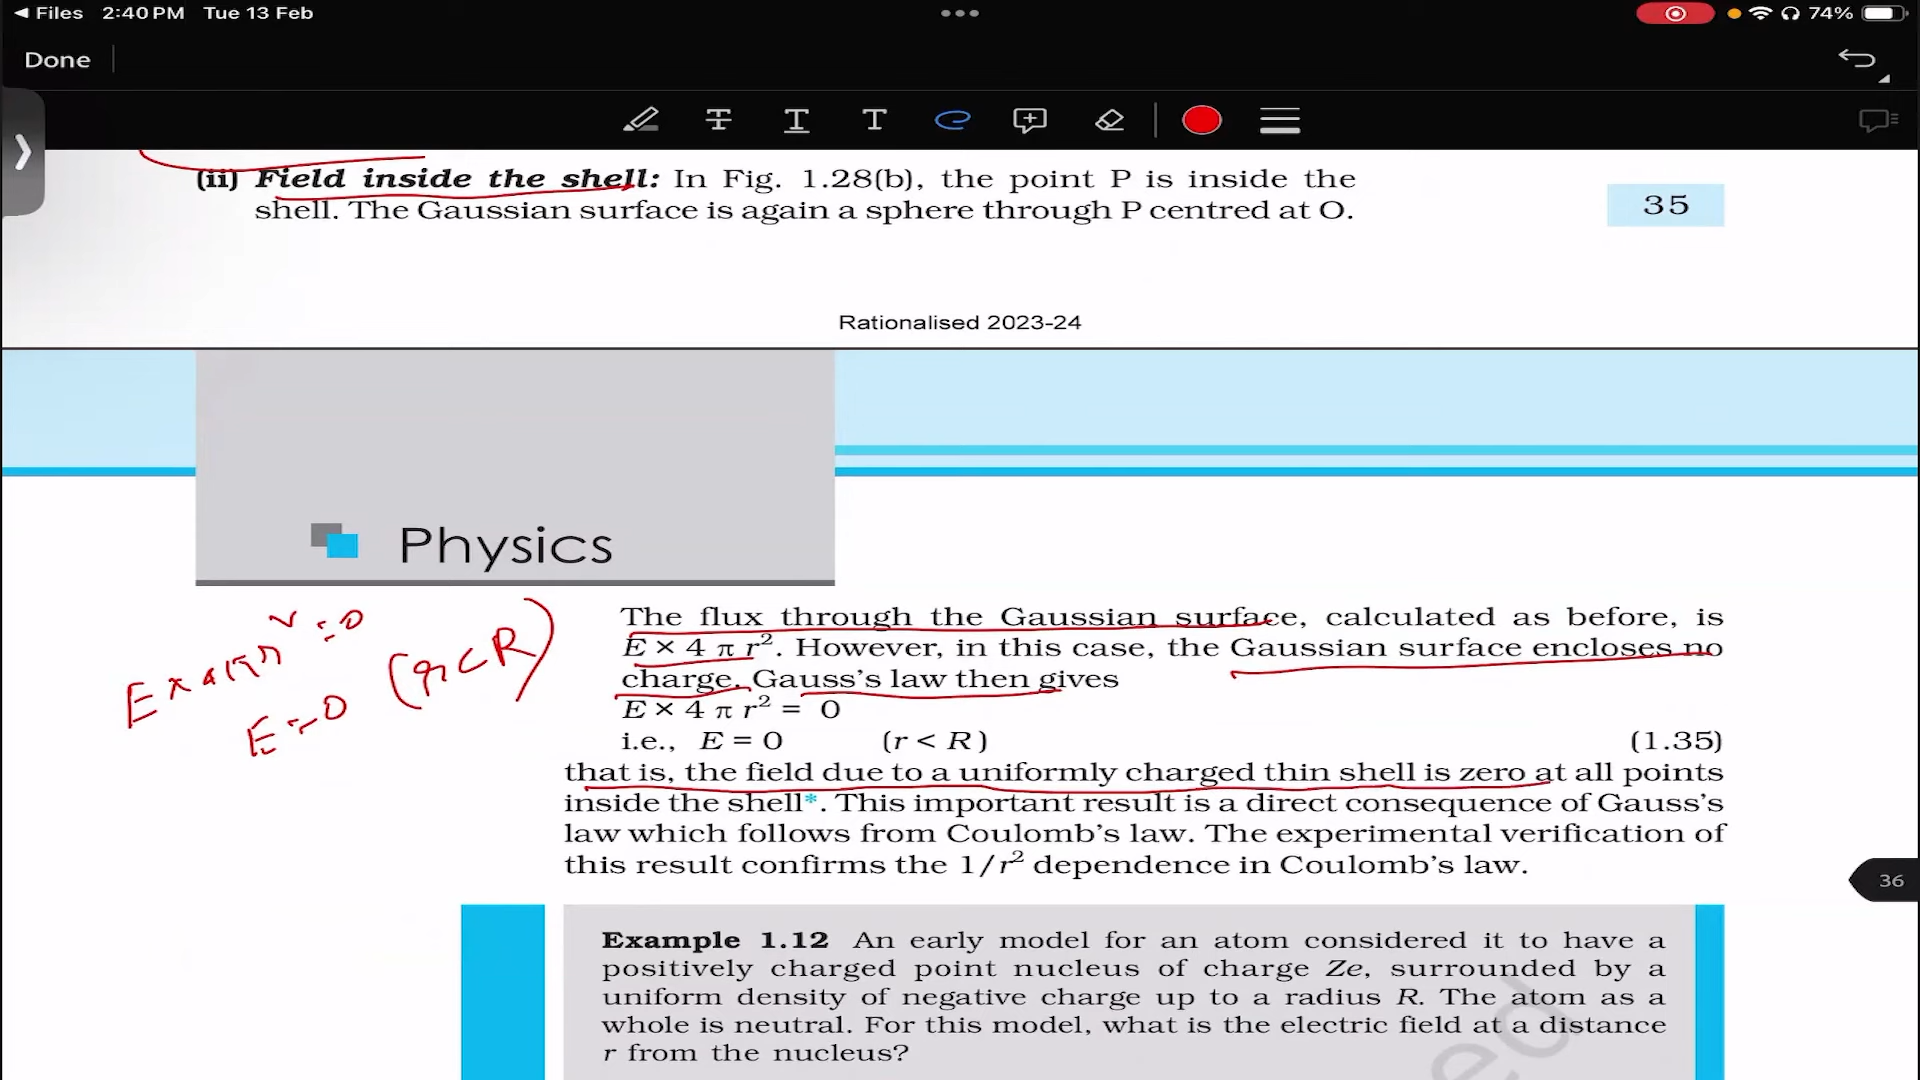 Files 2:40 PM Tue 13 Feb
74%
Done
(ii) Field inside the shell: In Fig. 1.28(b), the point P is inside the
shell. The Gaussian surface is again a sphere through P centred at O.
35
Rationalised 2023-24
Physics
E × 4πr² = 0
E = 0 (r < R)
The flux through the Gaussian surface, calculated as before, is
E × 4 π r². However, in this case, the Gaussian surface encloses no
charge. Gauss's law then gives
E × 4 π r² = 0
i.e., E = 0 (r < R) (1.35)
that is, the field due to a uniformly charged thin shell is zero at all points
inside the shell*. This important result is a direct consequence of Gauss's
law which follows from Coulomb's law. The experimental verification of
this result confirms the 1/r² dependence in Coulomb's law.
36
Example 1.12 An early model for an atom considered it to have a
positively charged point nucleus of charge Ze, surrounded by a
uniform density of negative charge up to a radius R. The atom as a
whole is neutral. For this model, what is the electric field at a distance
r from the nucleus?